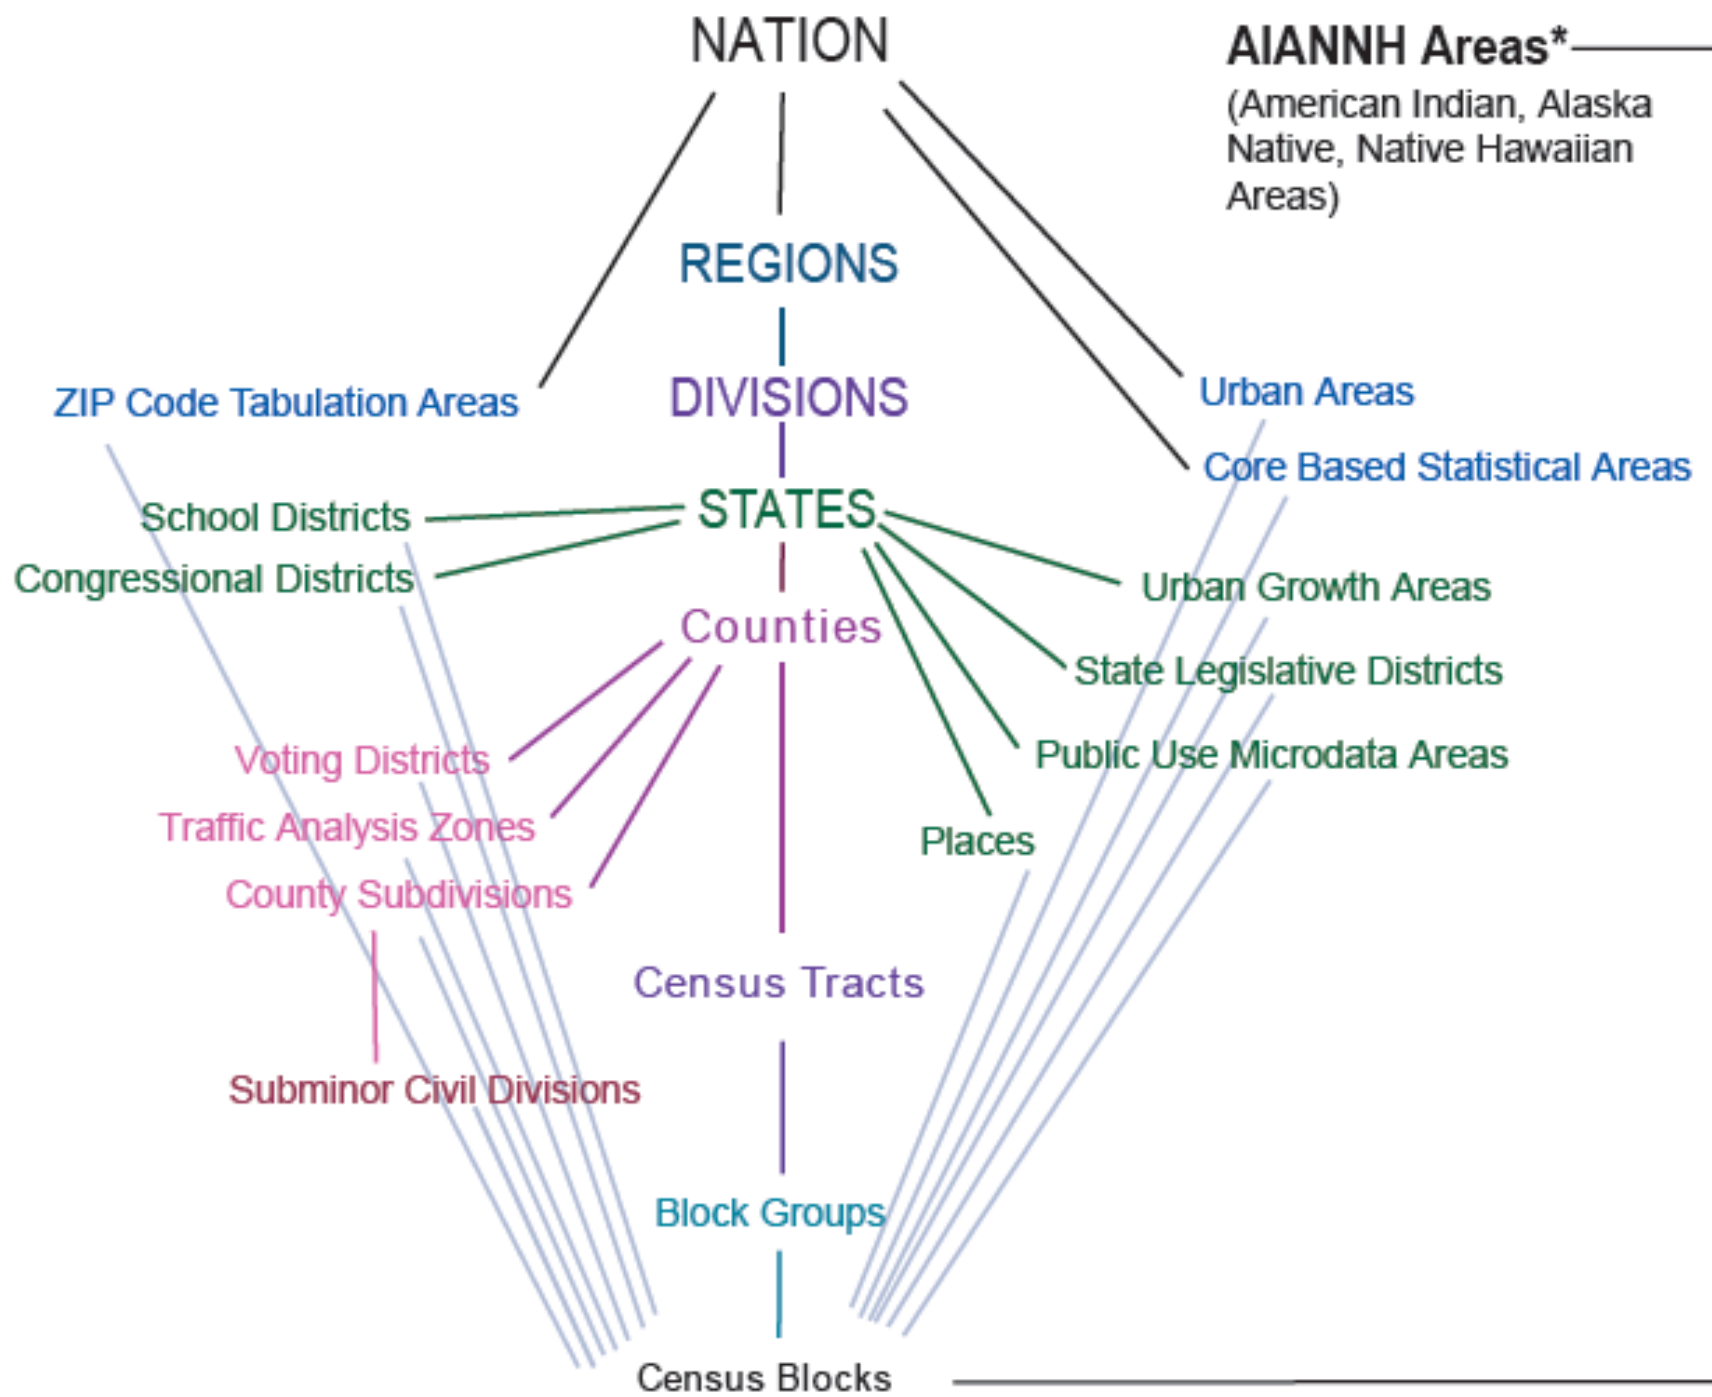 NATION
AIANNH Areas*
(American Indian, Alaska
Native, Native Hawaiian
Areas)
REGIONS
ZIP Code Tabulation Areas
DIVISIONS
Urban Areas
Core Based Statistical Areas
School Districts
STATES
Congressional Districts
Urban Growth Areas
Counties
State Legislative Districts
Voting Districts
Public Use Microdata Areas
Traffic Analysis Zones
Places
County Subdivisions
Census Tracts
Subminor Civil Divisions
Block Groups
Census Blocks